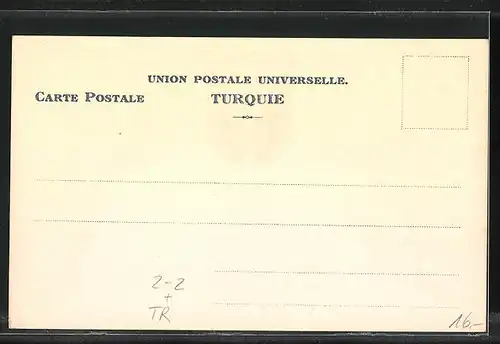 UNION POSTALE UNIVERSELLE.
CARTE POSTALE TURQUIE
2-2
+
TR
16.-